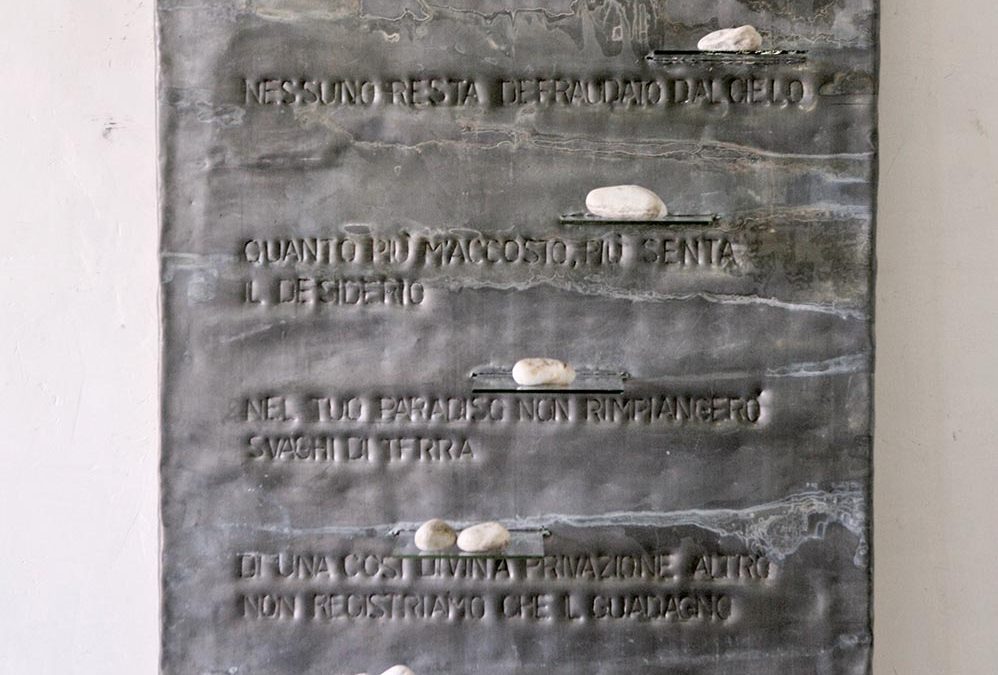 NESSUNO RESTA DEFRAUDATO DAL CIELO
QUANTO PIÙ M'ACCOSTO, PIÙ SENTA
IL DESIDERIO
NEL TUO PARADISO NON RIMPIANGERÒ
SVAGHI DI TERRA
DI UNA COSÌ DIVINA PRIVAZIONE ALTRO
NON REGISTRIAMO CHE IL GUADAGNO